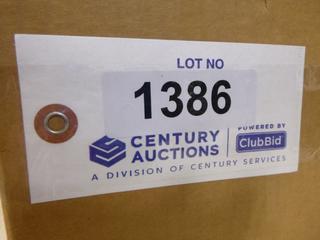 LOT NO
1386
CENTURY AUCTIONS
POWERED BY
ClubBid
A DIVISION OF CENTURY SERVICES